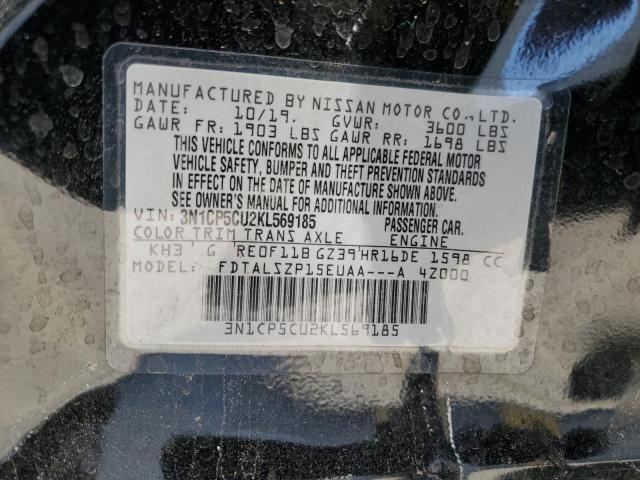 MANUFACTURED BY NISSAN MOTOR CO.,LTD.
DATE: 10/19. GVWR: 3600 LBS
GAWR FR: 1903 LBS GAWR RR: 1698 LBS
THIS VEHICLE CONFORMS TO ALL APPLICABLE FEDERAL MOTOR
VEHICLE SAFETY, BUMPER AND THEFT PREVENTION STANDARDS
IN EFFECT ON THE DATE OF MANUFACTURE SHOWN ABOVE.
SEE OWNER'S MANUAL FOR ADDITIONAL INFORMATION.
VIN: 3N1CP5CU2KL569185 PASSENGER CAR.
COLOR TRIM TRANS AXLE ENGINE
KH3 G RE0F11B GZ39 HR16DE 1598 CC
MODEL: FDTALSZP15EUAA---A 4Z000
3N1CP5CU2KL569185